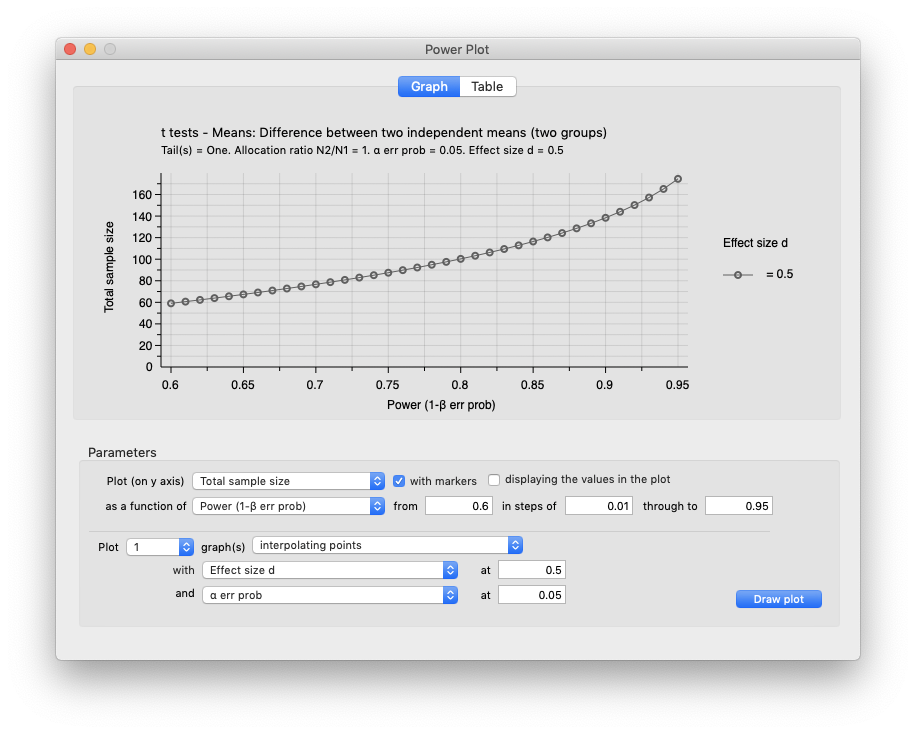 Power Plot
Graph Table
t tests - Means: Difference between two independent means (two groups)
Tail(s) = One. Allocation ratio N2/N1 = 1. α err prob = 0.05. Effect size d = 0.5
160
140
120
100
80
60
40
20
0
Total sample size
0.6 0.65 0.7 0.75 0.8 0.85 0.9 0.95
Power (1-β err prob)
Effect size d
= 0.5
Parameters
Plot (on y axis) Total sample size with markers displaying the values in the plot
as a function of Power (1-β err prob) from 0.6 in steps of 0.01 through to 0.95
Plot 1 graph(s) interpolating points
with Effect size d at 0.5
and α err prob at 0.05
Draw plot